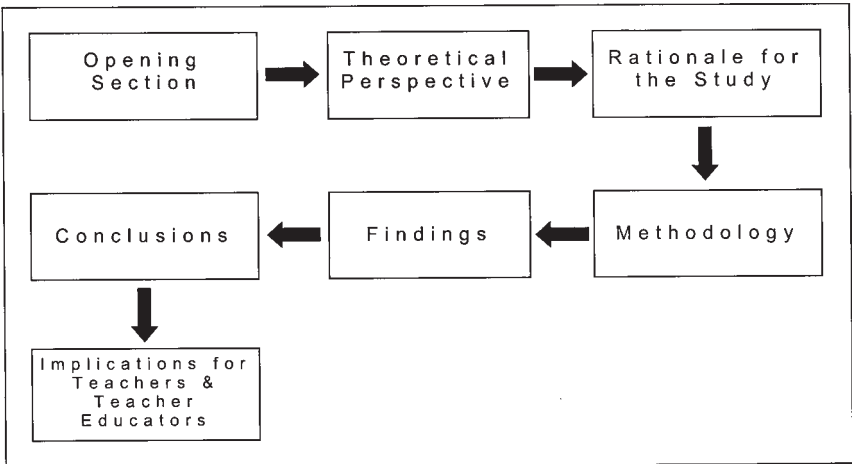 Opening
Section
Theoretical
Perspective
Rationale for
the Study
Methodology
Findings
Conclusions
Implications for
Teachers &
Teacher
Educators